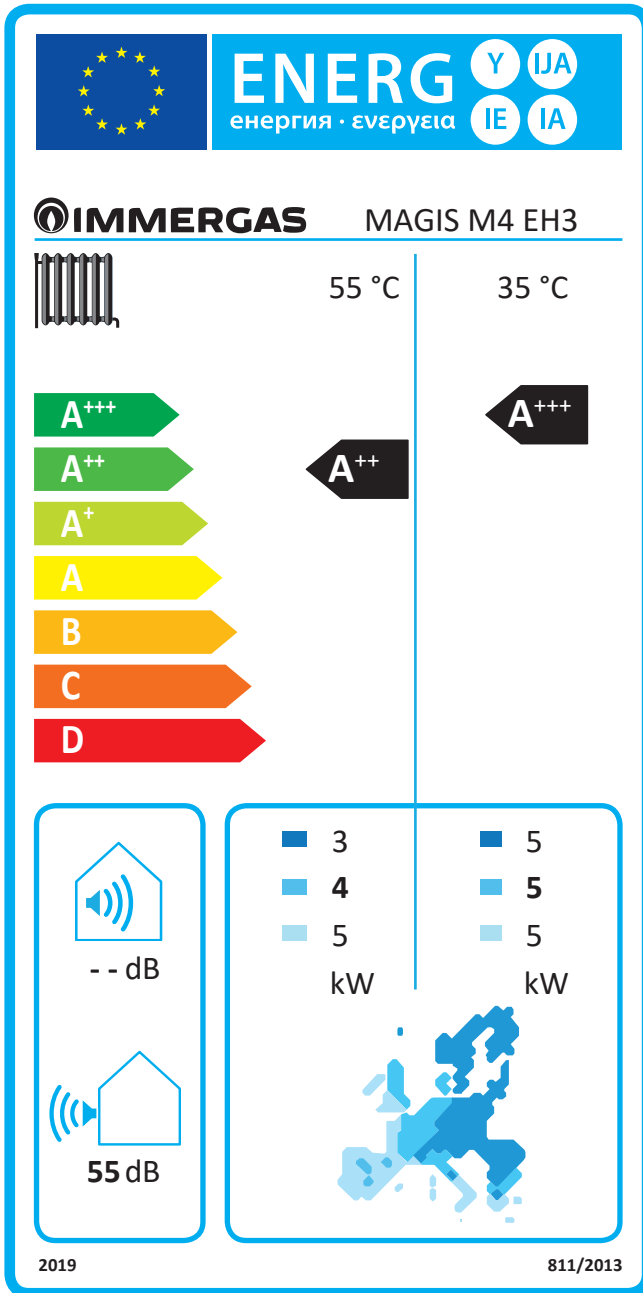 ENERG Y IJA
енергия · ενεργεια IE IA
IMMERGAS MAGIS M4 EH3
55 °C 35 °C
A+++ A+++
A++ A++
A+
A
B
C
D
3 5
4 5
5 5
kW kW
-- dB
55 dB
2019 811/2013